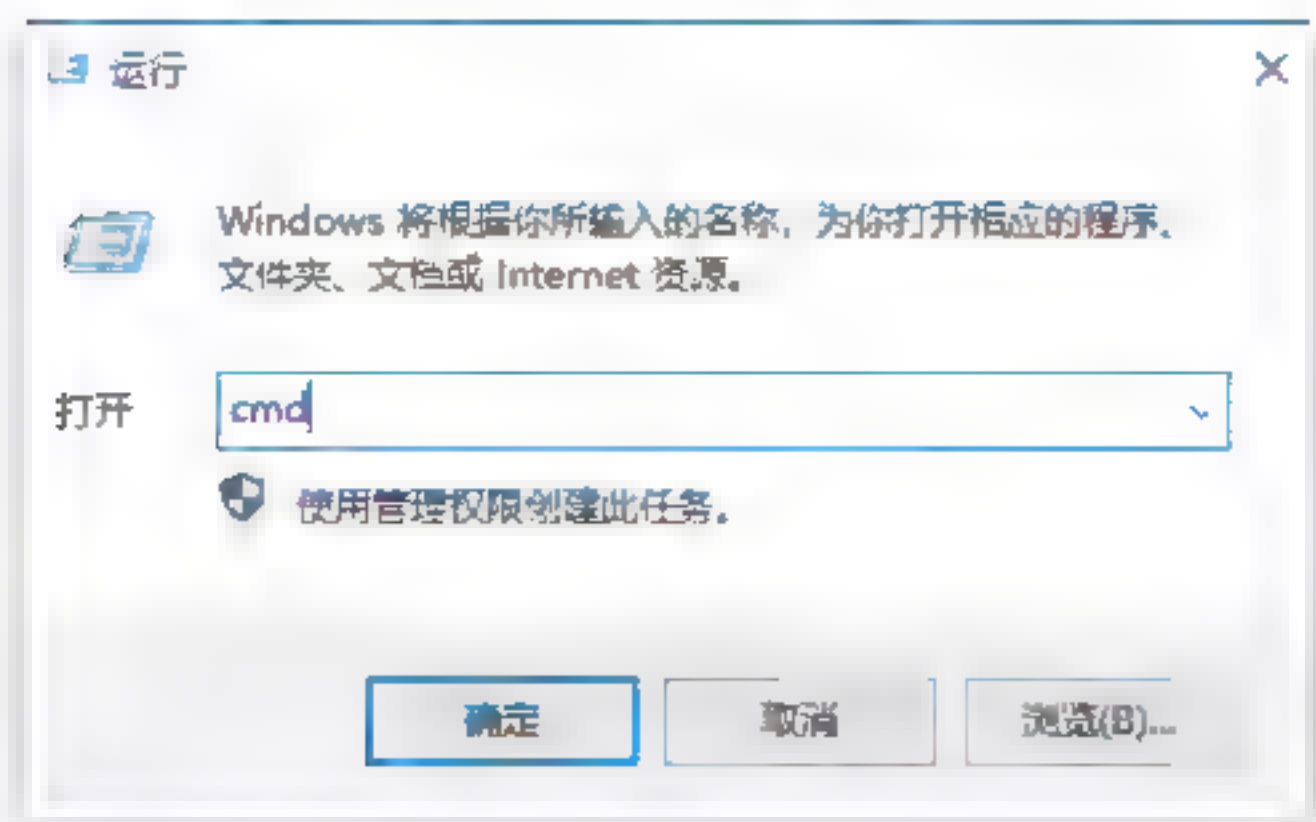 运行
Windows 将根据你所输入的名称，为你打开相应的程序、
文件夹、文档或 Internet 资源。
打开
cmd
使用管理权限创建此任务。
确定
取消
浏览(B)...